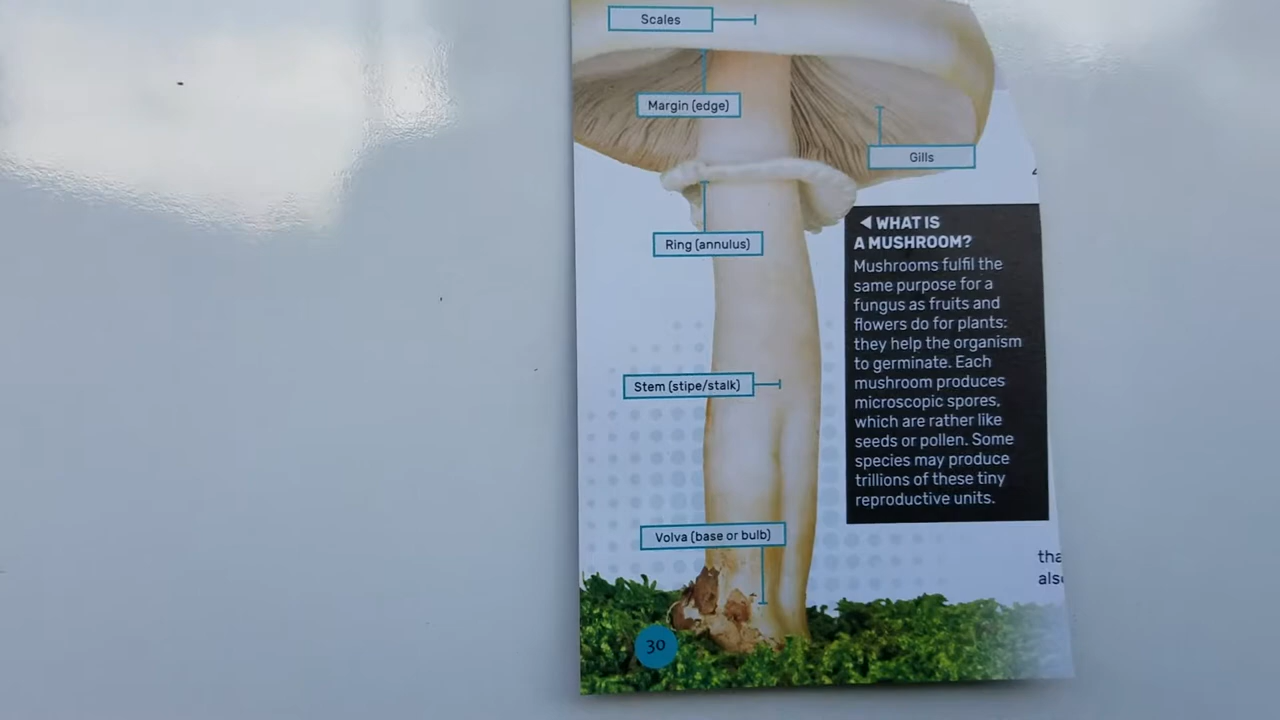 Scales
Margin (edge)
Gills
Ring (annulus)
◀ WHAT IS
A MUSHROOM?
Mushrooms fulfil the
same purpose for a
fungus as fruits and
flowers do for plants:
they help the organism
to germinate. Each
mushroom produces
microscopic spores,
which are rather like
seeds or pollen. Some
species may produce
trillions of these tiny
reproductive units.
Stem (stipe/stalk)
Volva (base or bulb)
tha
als
30